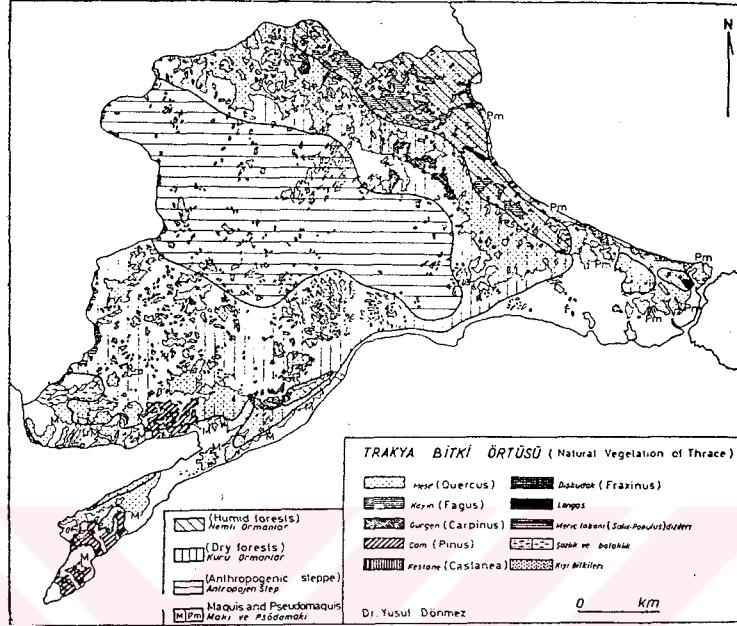 N
Pm
Pm
Pm
Pm
Pm
Pm
M
M
M
M
M
M
TRAKYA BİTKİ ÖRTÜSÜ (Natural Vegetation of Thrace)
Meşe (Quercus)
Kayın (Fagus)
Gürgen (Carpinus)
Çam (Pinus)
Kestane (Castanea)
Dişbudak (Fraxinus)
Longos
Meriç tabanı (Salix-Populus) dizileri
Sazlık ve bataklık
Kıyı Bitkileri
(Humid forests)
Nemli Ormanlar
(Dry forests)
Kuru Ormanlar
(Anthropogenic steppe)
Antropojen Step
M Pm Maquis and Pseudomaquis
Maki ve Psödomaki
Dr. Yusuf Dönmez
0 km